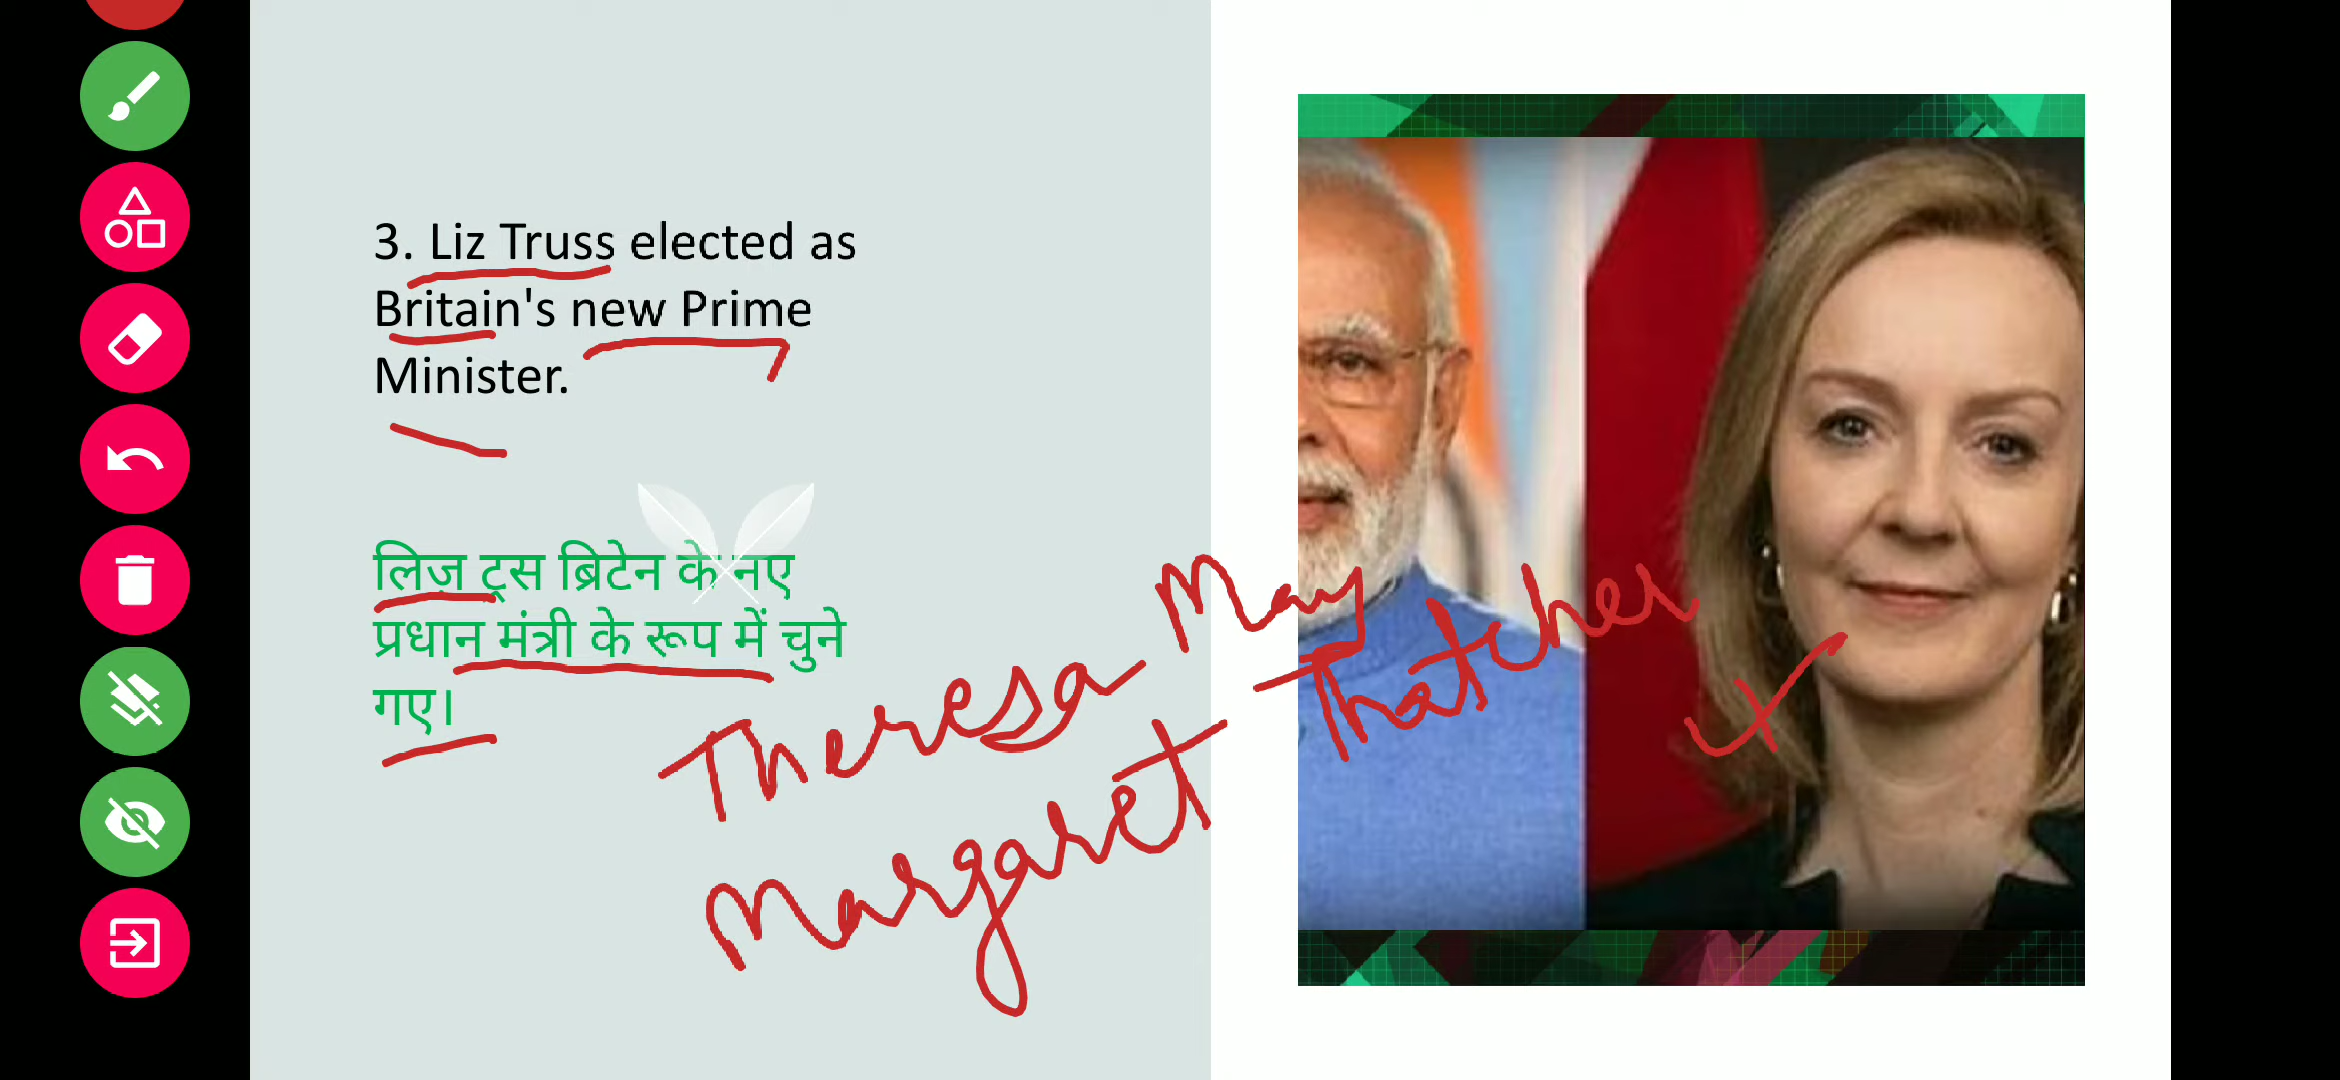 3. Liz Truss elected as
Britain's new Prime
Minister.
लिज़ ट्रस ब्रिटेन के नए
प्रधान मंत्री के रूप में चुने
गए।
Theresa May
Margaret Thatcher